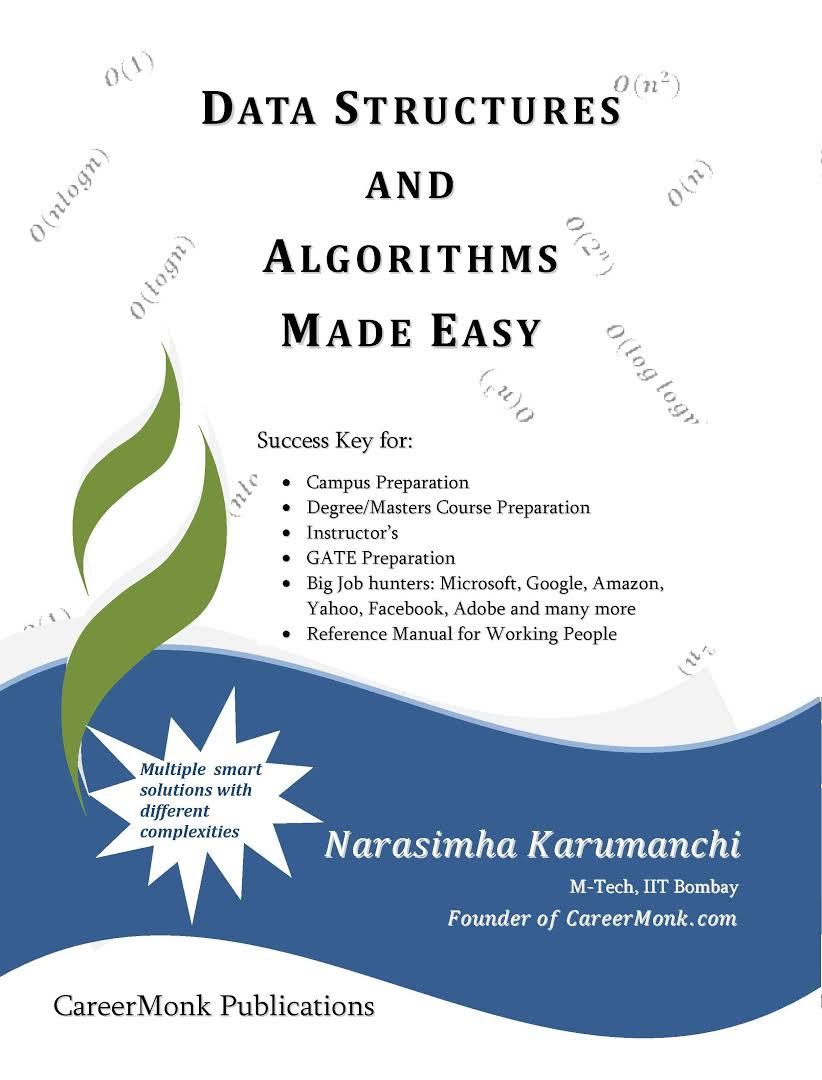 O(1)
O(n²)
DATA STRUCTURES
AND
O(nlogn)
O(n)
ALGORITHMS
O(2ⁿ)
O(logn)
MADE EASY
O(log logn
Success Key for:
• Campus Preparation
• Degree/Masters Course Preparation
• Instructor’s
• GATE Preparation
• Big Job hunters: Microsoft, Google, Amazon,
Yahoo, Facebook, Adobe and many more
• Reference Manual for Working People
Multiple smart
solutions with
different
complexities
Narasimha Karumanchi
M-Tech, IIT Bombay
Founder of CareerMonk.com
CareerMonk Publications